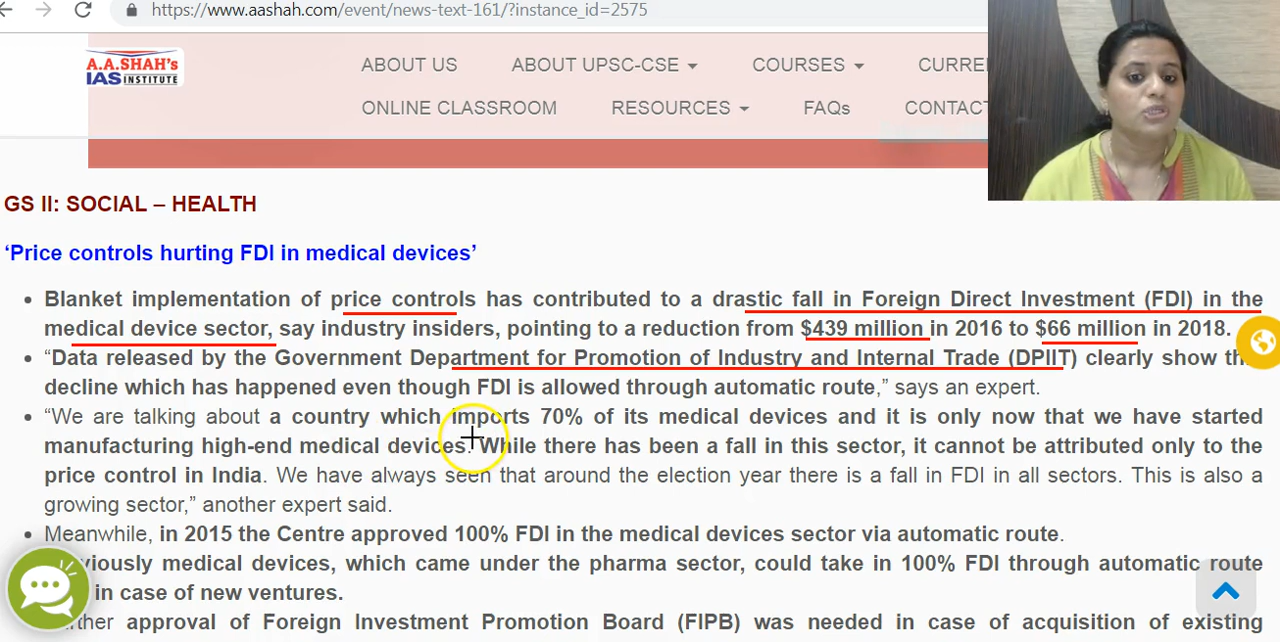 https://www.aashah.com/event/news-text-161/?instance_id=2575
A.A.SHAH's
IAS INSTITUTE
ABOUT US ABOUT UPSC-CSE COURSES
ONLINE CLASSROOM RESOURCES FAQs
GS II: SOCIAL – HEALTH
‘Price controls hurting FDI in medical devices’
• Blanket implementation of price controls has contributed to a drastic fall in Foreign Direct Investment (FDI) in the
medical device sector, say industry insiders, pointing to a reduction from $439 million in 2016 to $66 million in 2018.
• “Data released by the Government Department for Promotion of Industry and Internal Trade (DPIIT) clearly show
decline which has happened even though FDI is allowed through automatic route,” says an expert.
• “We are talking about a country which imports 70% of its medical devices and it is only now that we have started
manufacturing high-end medical devices. While there has been a fall in this sector, it cannot be attributed only to the
price control in India. We have always seen that around the election year there is a fall in FDI in all sectors. This is also a
growing sector,” another expert said.
• Meanwhile, in 2015 the Centre approved 100% FDI in the medical devices sector via automatic route.
medical devices, which came under the pharma sector, could take in 100% FDI through automatic route
in case of new ventures.
approval of Foreign Investment Promotion Board (FIPB) was needed in case of acquisition of existing